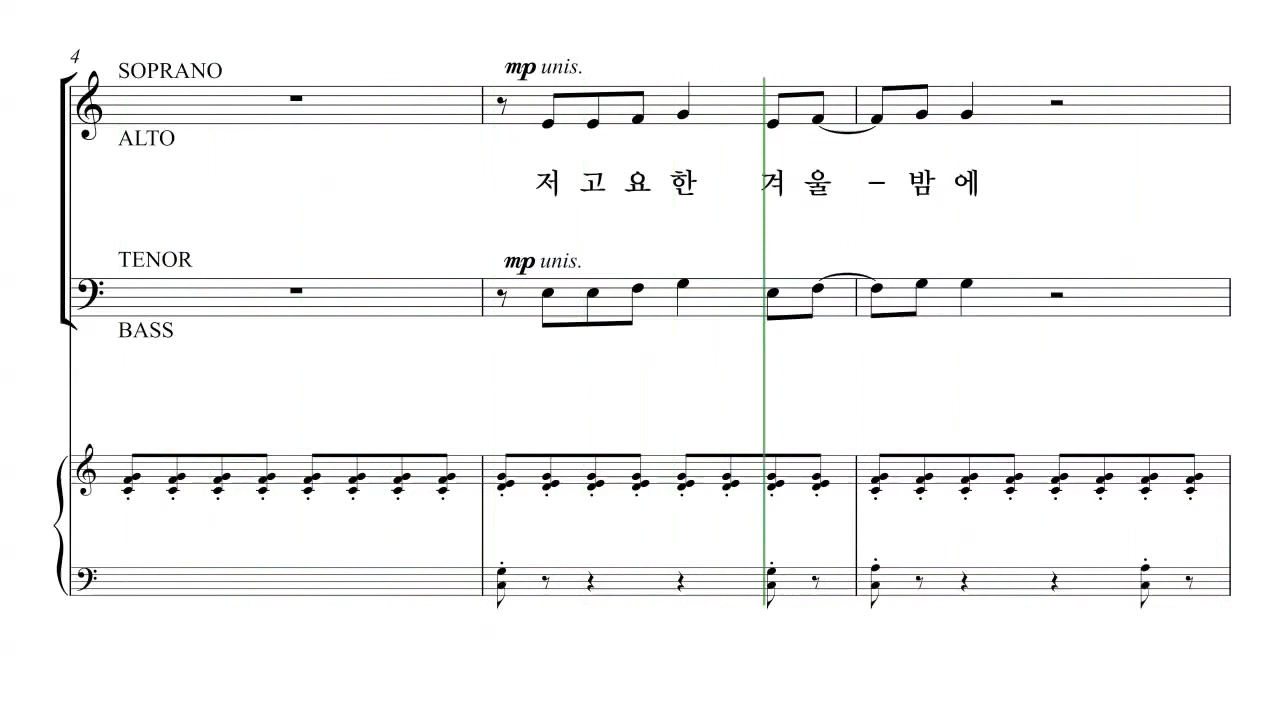 4
SOPRANO
mp unis.
ALTO
저 고 요 한 겨 울 - 밤 에
TENOR
mp unis.
BASS